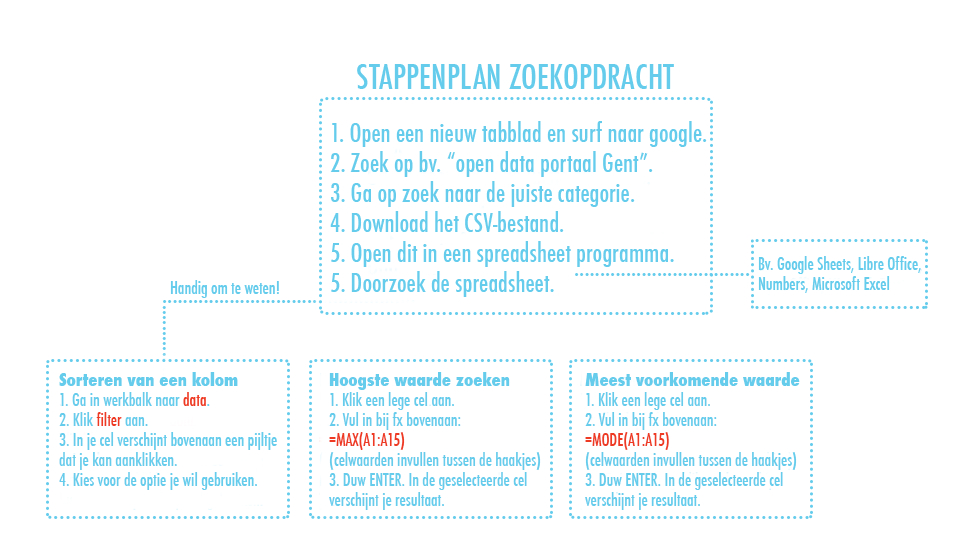 STAPPENPLAN ZOEKOPDRACHT
1. Open een nieuw tabblad en surf naar google.
2. Zoek op bv. “open data portaal Gent”.
3. Ga op zoek naar de juiste categorie.
4. Download het CSV-bestand.
5. Open dit in een spreadsheet programma.
5. Doorzoek de spreadsheet.
Bv. Google Sheets, Libre Office,
Numbers, Microsoft Excel
Handig om te weten!
Sorteren van een kolom
1. Ga in werkbalk naar data.
2. Klik filter aan.
3. In je cel verschijnt bovenaan een pijltje
dat je kan aanklikken.
4. Kies voor de optie je wil gebruiken.
Hoogste waarde zoeken
1. Klik een lege cel aan.
2. Vul in bij fx bovenaan:
=MAX(A1:A15)
(celwaarden invullen tussen de haakjes)
3. Duw ENTER. In de geselecteerde cel
verschijnt je resultaat.
Meest voorkomende waarde
1. Klik een lege cel aan.
2. Vul in bij fx bovenaan:
=MODE(A1:A15)
(celwaarden invullen tussen de haakjes)
3. Duw ENTER. In de geselecteerde cel
verschijnt je resultaat.